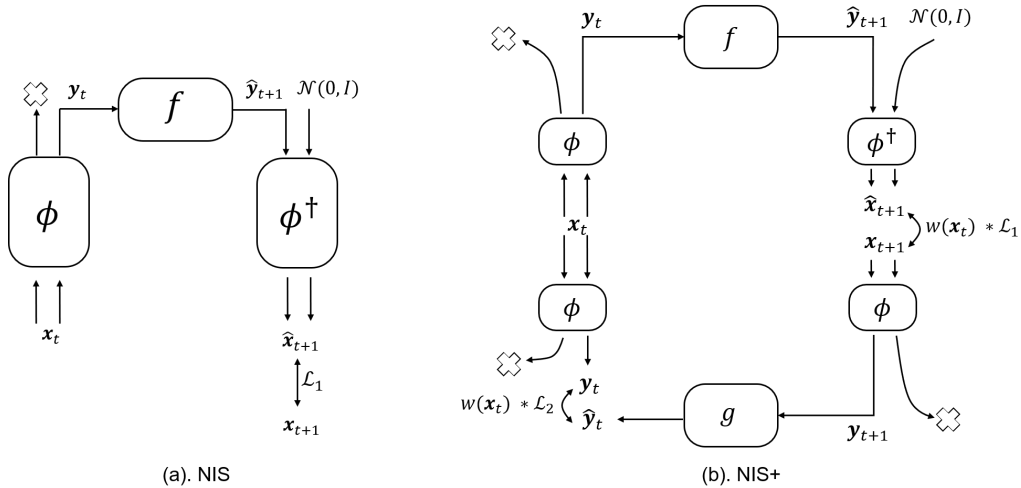 y_t
f
ŷ_{t+1}
𝒩(0, I)
ϕ
ϕ†
x_t
x̂_{t+1}
ℒ_1
x_{t+1}
(a). NIS
y_t
f
ŷ_{t+1}
𝒩(0, I)
ϕ
ϕ†
x_t
x̂_{t+1}
w(x_t) * ℒ_1
x_{t+1}
ϕ
ϕ
y_t
w(x_t) * ℒ_2
ŷ_t
g
y_{t+1}
(b). NIS+